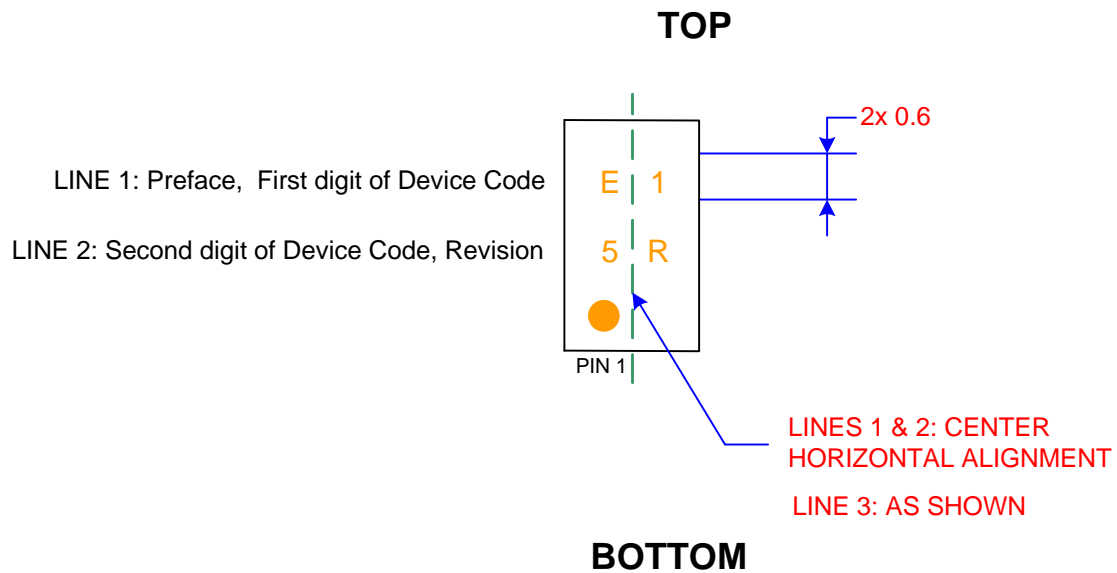 TOP
2x 0.6
LINE 1: Preface, First digit of Device Code
E 1
LINE 2: Second digit of Device Code, Revision
5 R
PIN 1
LINES 1 & 2: CENTER
HORIZONTAL ALIGNMENT
LINE 3: AS SHOWN
BOTTOM